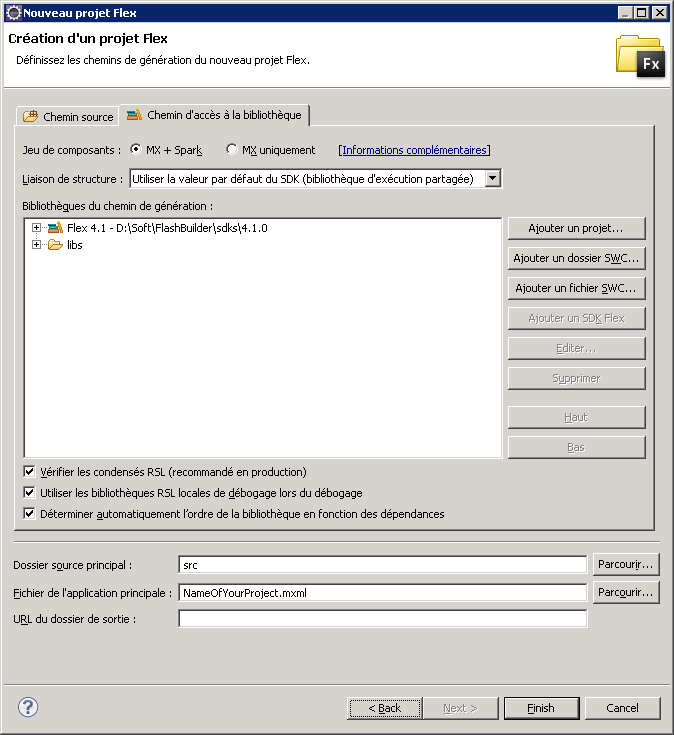 Nouveau projet Flex
Création d'un projet Flex
Définissez les chemins de génération du nouveau projet Flex.
Fx
Chemin source
Chemin d'accès à la bibliothèque
Jeu de composants : MX + Spark MX uniquement [Informations complémentaires]
Liaison de structure : Utiliser la valeur par défaut du SDK (bibliothèque d'exécution partagée)
Bibliothègues du chemin de génération :
Flex 4.1 - D:\Soft\FlashBuilder\sdks\4.1.0
libs
Ajouter un projet...
Ajouter un dossier SWC...
Ajouter un fichier SWC...
Ajouter un SDK Flex
Editer...
Supprimer
Haut
Bas
Vérifier les condensés RSL (recommandé en production)
Utiliser les bibliothèques RSL locales de débogage lors du débogage
Déterminer automatiquement l'ordre de la bibliothèque en fonction des dépendances
Dossier source principal : src Parcourir...
Fichier de l'application principale : NameOfYourProject.mxml Parcourir...
URL du dossier de sortie :
?
< Back
Next >
Finish
Cancel